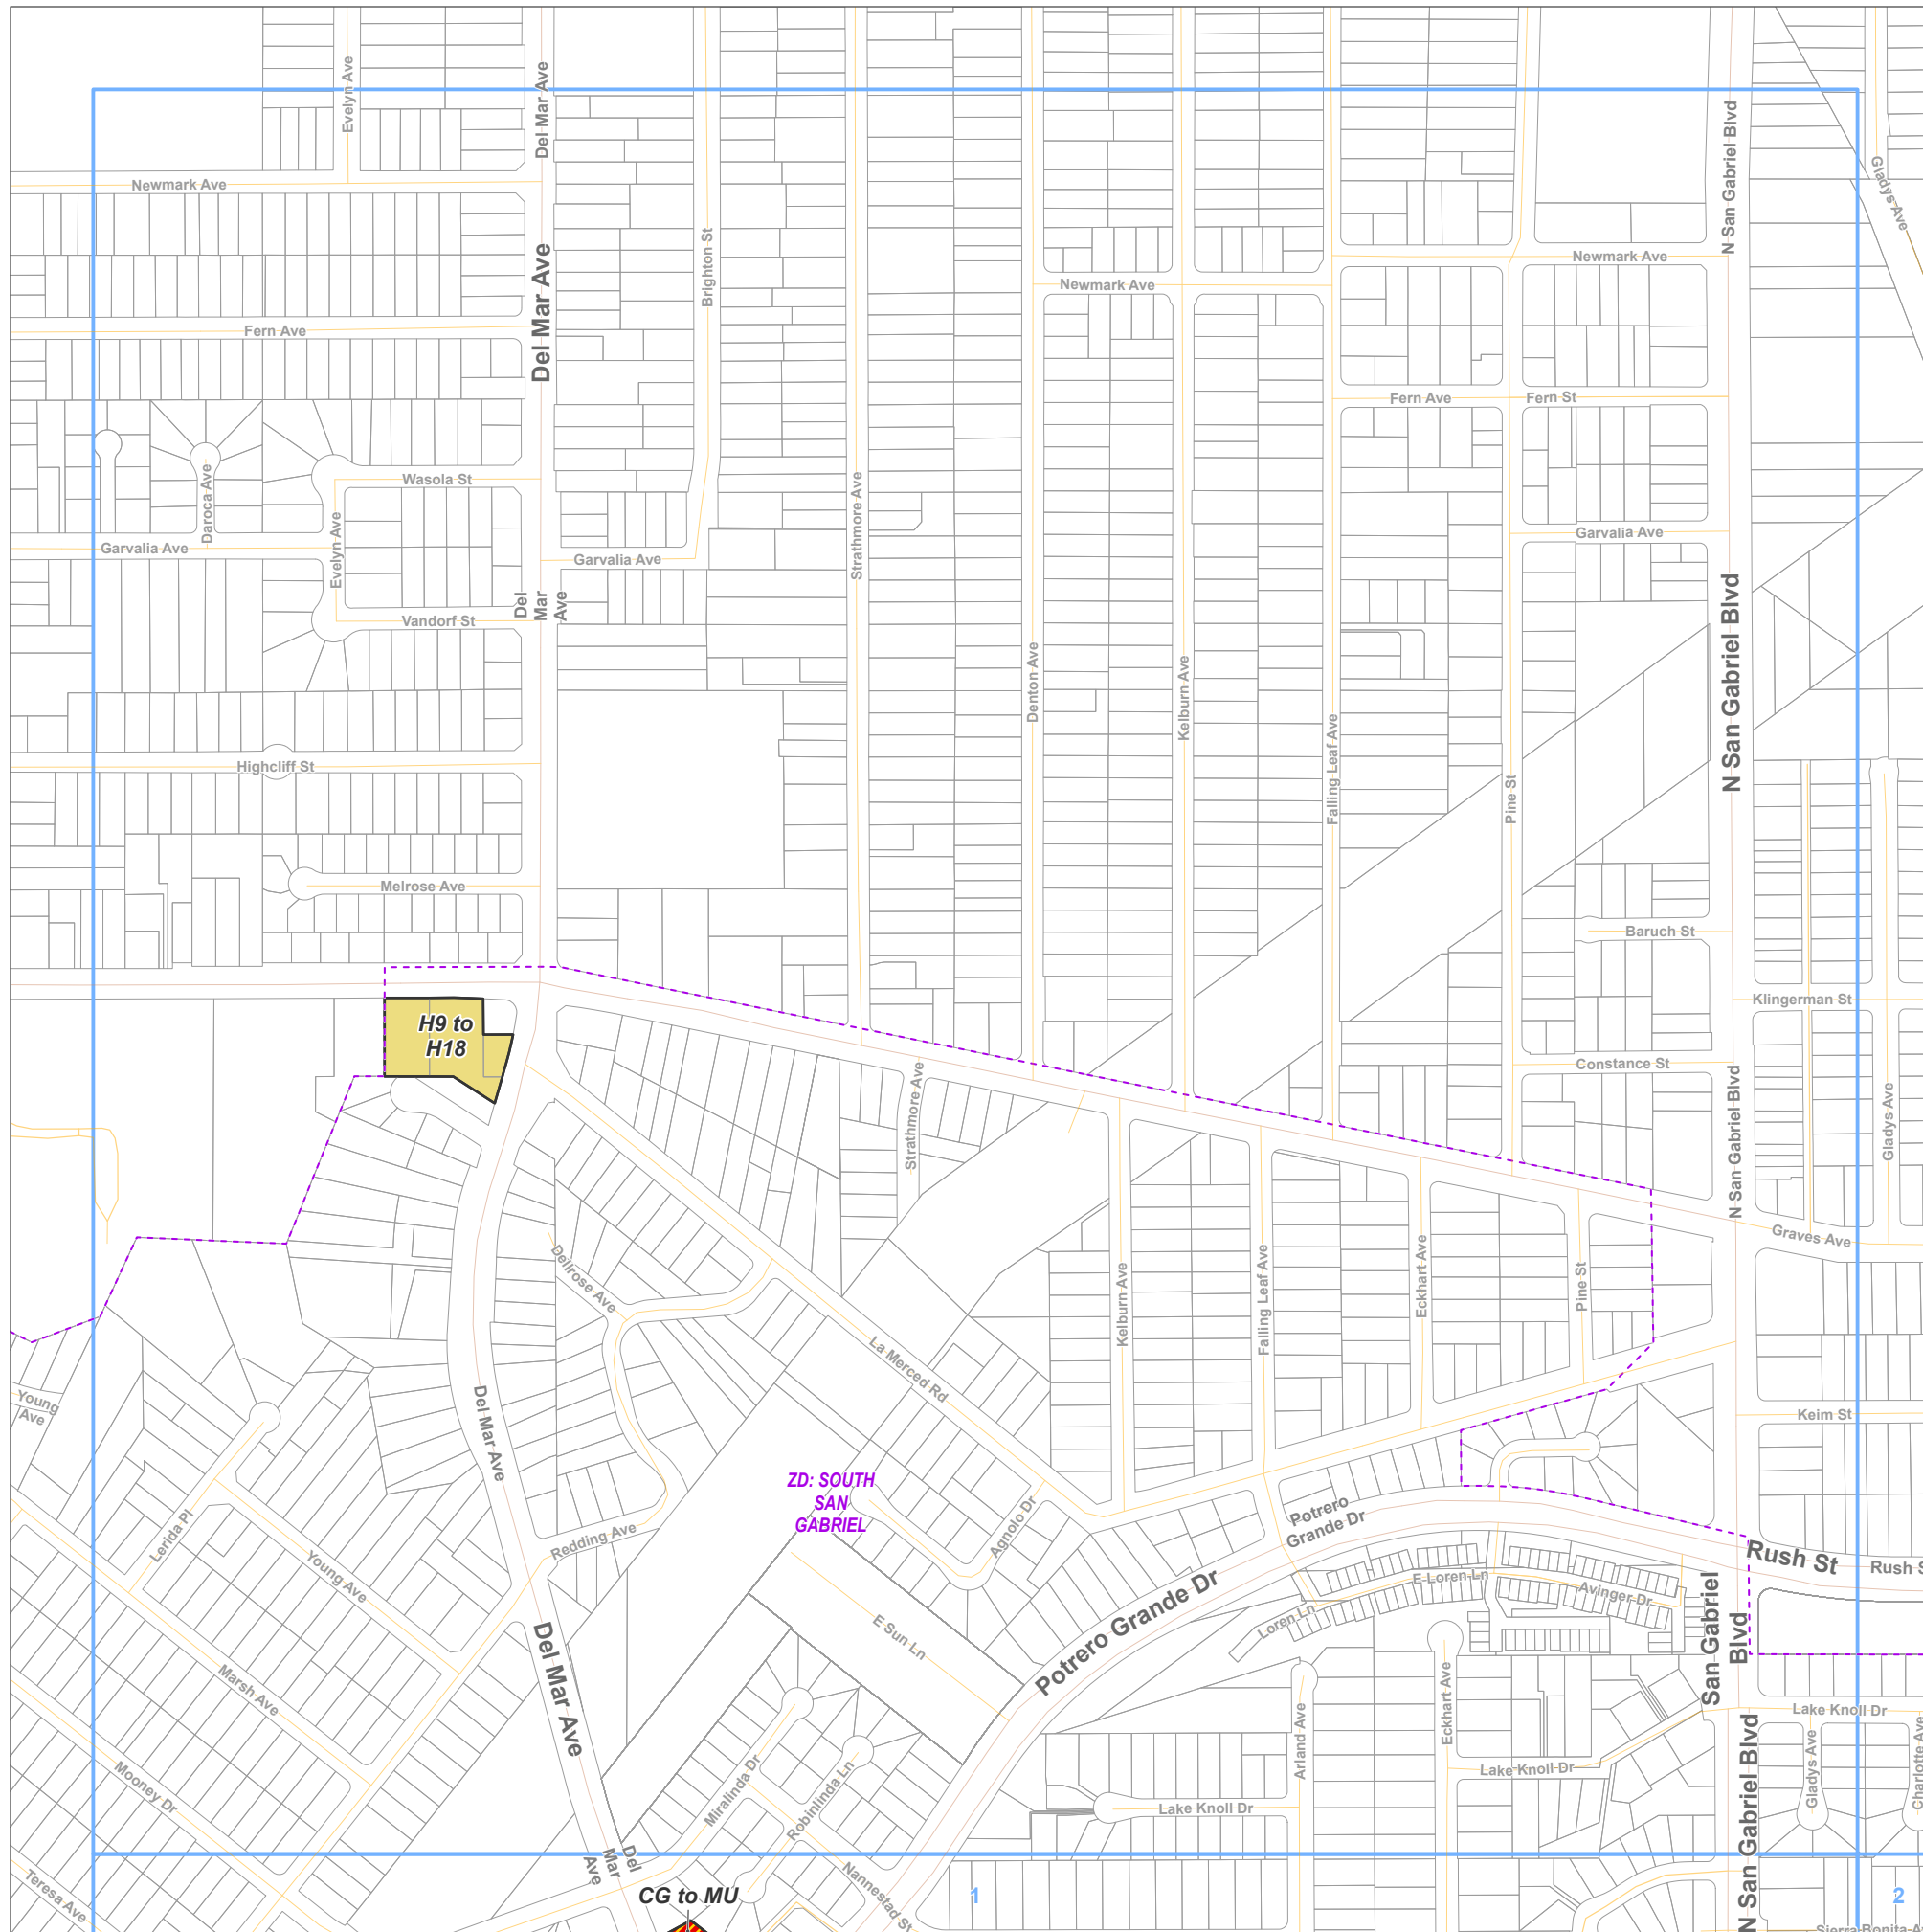 Evelyn Ave
Del Mar Ave
N San Gabriel Blvd
Gladys Ave
Newmark Ave
Brighton St
Newmark Ave
Newmark Ave
Del Mar Ave
Fern Ave
Fern Ave
Fern St
Wasola St
Daroca Ave
Evelyn Ave
Strathmore Ave
Garvalia Ave
Garvalia Ave
Garvalia Ave
Del
Mar
Ave
Vandorf St
N San Gabriel Blvd
Denton Ave
Kelburn Ave
Falling Leaf Ave
Pine St
Highcliff St
Melrose Ave
Baruch St
Klingerman St
H9 to
H18
Constance St
Strathmore Ave
N San Gabriel Blvd
Gladys Ave
Graves Ave
Dellrose Ave
Kelburn Ave
Falling Leaf Ave
Eckhart Ave
Pine St
La Merced Rd
Young
Ave
Del Mar Ave
Keim St
ZD: SOUTH
SAN
GABRIEL
Agnolo Dr
Potrero
Grande Dr
Lerida Pl
Redding Ave
Young Ave
Rush St
Rush S
E Loren Ln
Avinger Dr
Loren Ln
San Gabriel
Blvd
E Sun Ln
Potrero Grande Dr
Del Mar Ave
Marsh Ave
Arland Ave
Eckhart Ave
Lake Knoll Dr
Mooney Dr
Miralinda Dr
Robinlinda Ln
Lake Knoll Dr
Lake Knoll Dr
N San Gabriel Blvd
Gladys Ave
Charlotte Ave
Del
Mar
Ave
Nannestad St
Teresa Ave
CG to MU
1
2
Sierra Bonita Av